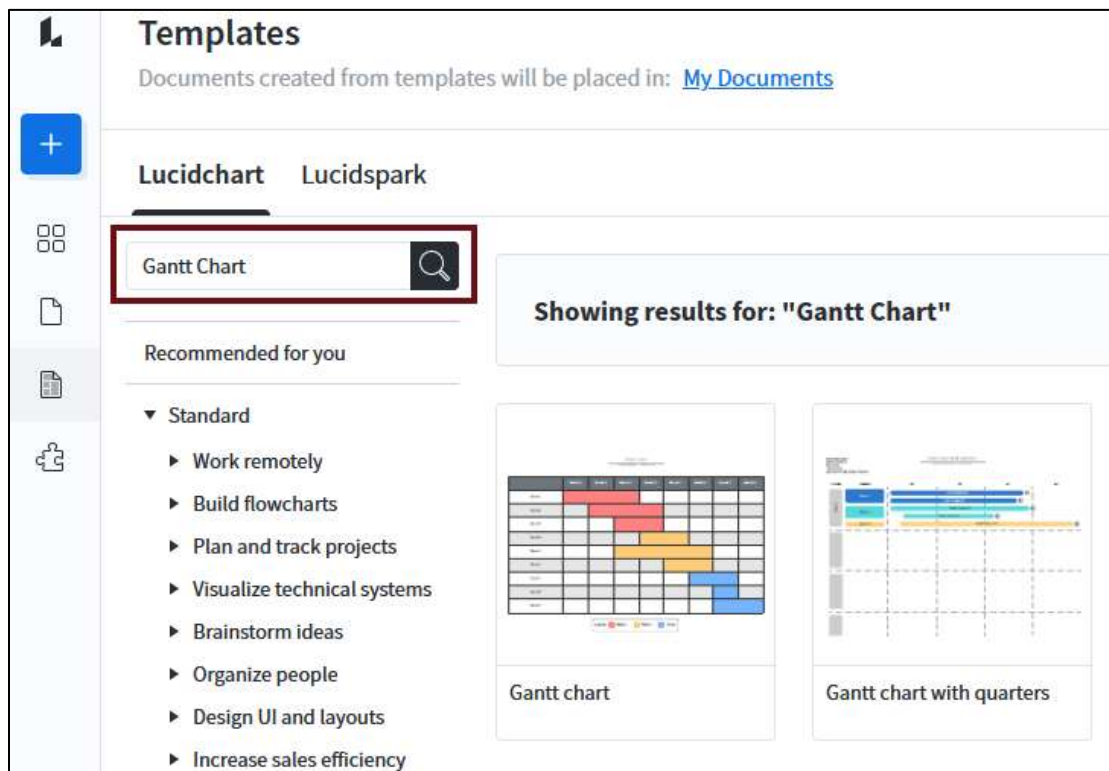 Templates
Documents created from templates will be placed in: My Documents
Lucidchart Lucidspark
Gantt Chart
Showing results for: "Gantt Chart"
Recommended for you
Standard
Work remotely
Build flowcharts
Plan and track projects
Visualize technical systems
Brainstorm ideas
Organize people
Design UI and layouts
Increase sales efficiency
Gantt chart
Gantt chart with quarters